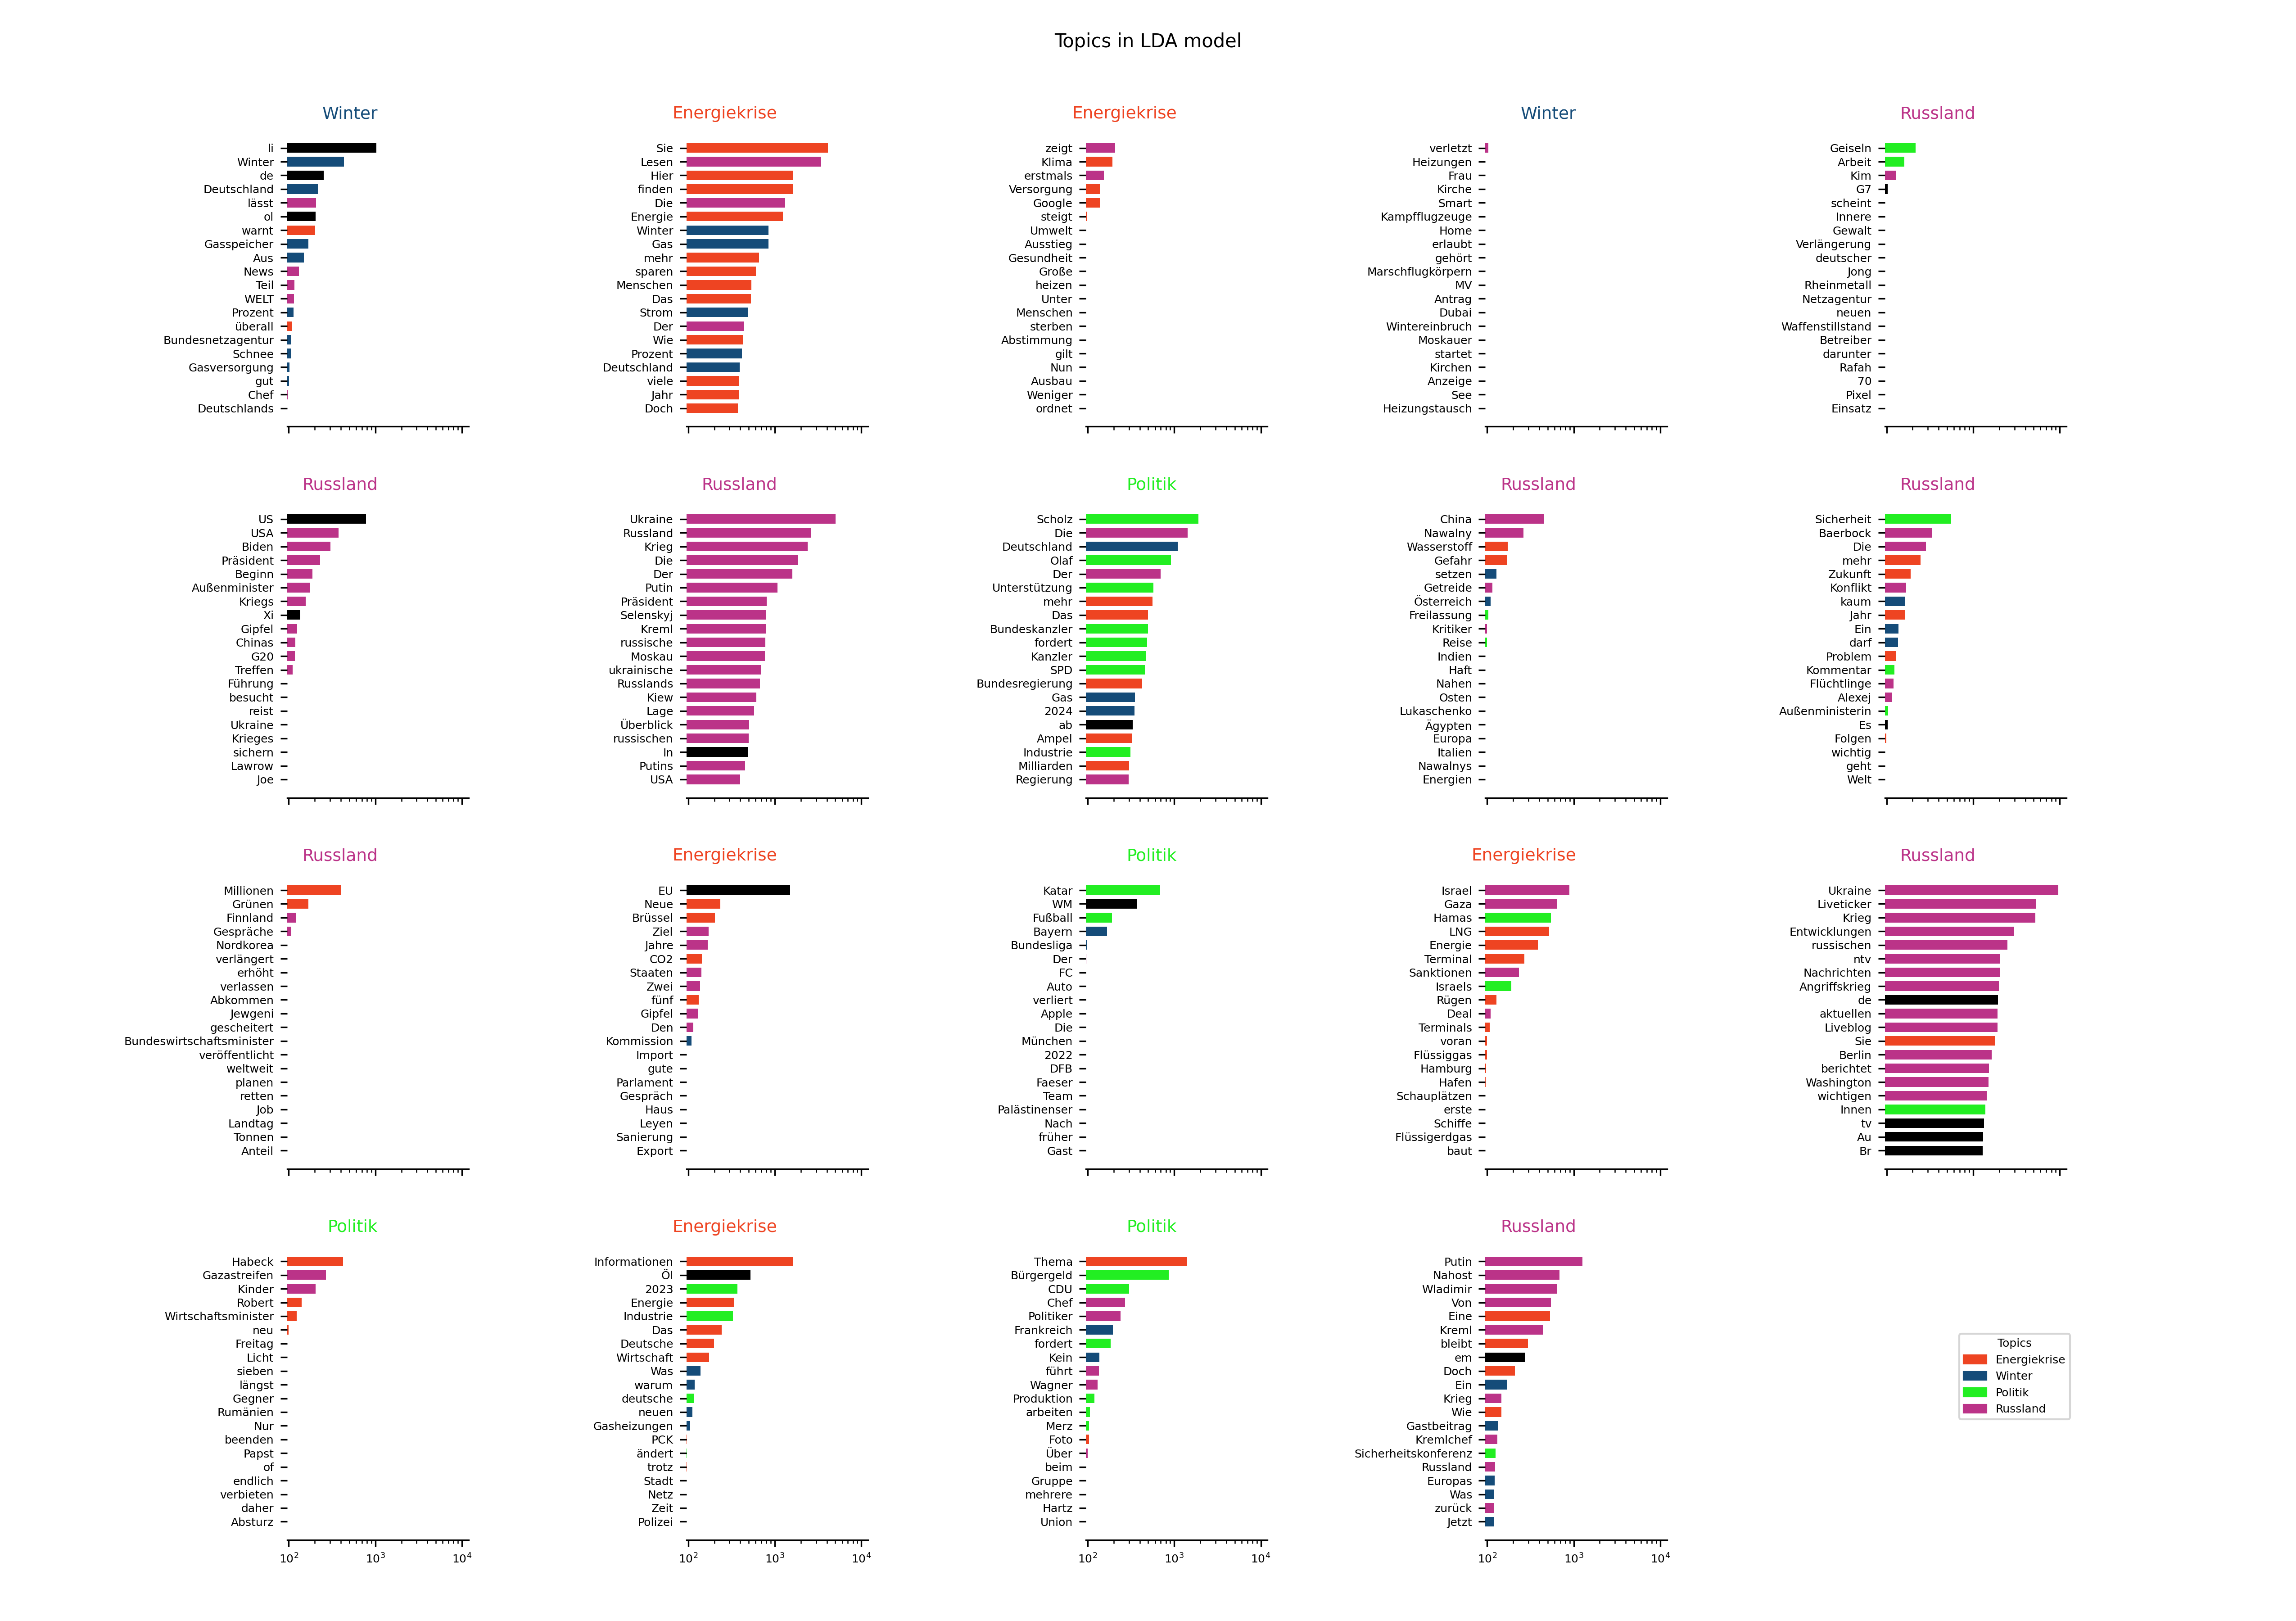 Topics in LDA model
Winter
li
Winter
de
Deutschland
lässt
ol
warnt
Gasspeicher
Aus
News
Teil
WELT
Prozent
überall
Bundesnetzagentur
Schnee
Gasversorgung
gut
Chef
Deutschlands
Energiekrise
Sie
Lesen
Hier
finden
Die
Energie
Winter
Gas
mehr
sparen
Menschen
Das
Strom
Der
Wie
Prozent
Deutschland
viele
Jahr
Doch
Energiekrise
zeigt
Klima
erstmals
Versorgung
Google
steigt
Umwelt
Ausstieg
Gesundheit
Große
heizen
Unter
Menschen
sterben
Abstimmung
gilt
Nun
Ausbau
Weniger
ordnet
Winter
verletzt
Heizungen
Frau
Kirche
Smart
Kampfflugzeuge
Home
erlaubt
gehört
Marschflugkörpern
MV
Antrag
Dubai
Wintereinbruch
Moskauer
startet
Kirchen
Anzeige
See
Heizungstausch
Russland
Geiseln
Arbeit
Kim
G7
scheint
Innere
Gewalt
Verlängerung
deutscher
Jong
Rheinmetall
Netzagentur
neuen
Waffenstillstand
Betreiber
darunter
Rafah
70
Pixel
Einsatz
Russland
US
USA
Biden
Präsident
Beginn
Außenminister
Kriegs
Xi
Gipfel
Chinas
G20
Treffen
Führung
besucht
reist
Ukraine
Krieges
sichern
Lawrow
Joe
Russland
Ukraine
Russland
Krieg
Die
Der
Putin
Präsident
Selenskyj
Kreml
russische
Moskau
ukrainische
Russlands
Kiew
Lage
Überblick
russischen
In
Putins
USA
Politik
Scholz
Die
Deutschland
Olaf
Der
Unterstützung
mehr
Das
Bundeskanzler
fordert
Kanzler
SPD
Bundesregierung
Gas
2024
ab
Ampel
Industrie
Milliarden
Regierung
Russland
China
Nawalny
Wasserstoff
Gefahr
setzen
Getreide
Österreich
Freilassung
Kritiker
Reise
Indien
Haft
Nahen
Osten
Lukaschenko
Ägypten
Europa
Italien
Nawalnys
Energien
Russland
Sicherheit
Baerbock
Die
mehr
Zukunft
Konflikt
kaum
Jahr
Ein
darf
Problem
Kommentar
Flüchtlinge
Alexej
Außenministerin
Es
Folgen
wichtig
geht
Welt
Russland
Millionen
Grünen
Finnland
Gespräche
Nordkorea
verlängert
erhöht
verlassen
Abkommen
Jewgeni
gescheitert
Bundeswirtschaftsminister
veröffentlicht
weltweit
planen
retten
Job
Landtag
Tonnen
Anteil
Energiekrise
EU
Neue
Brüssel
Ziel
Jahre
CO2
Staaten
Zwei
fünf
Gipfel
Den
Kommission
Import
gute
Parlament
Gespräch
Haus
Leyen
Sanierung
Export
Politik
Katar
WM
Fußball
Bayern
Bundesliga
Der
FC
Auto
verliert
Apple
Die
München
2022
DFB
Faeser
Team
Palästinenser
Nach
früher
Gast
Energiekrise
Israel
Gaza
Hamas
LNG
Energie
Terminal
Sanktionen
Israels
Rügen
Deal
Terminals
voran
Flüssiggas
Hamburg
Hafen
Schauplätzen
erste
Schiffe
Flüssigerdgas
baut
Russland
Ukraine
Liveticker
Krieg
Entwicklungen
russischen
ntv
Nachrichten
Angriffskrieg
de
aktuellen
Liveblog
Sie
Berlin
berichtet
Washington
wichtigen
Innen
tv
Au
Br
Politik
Habeck
Gazastreifen
Kinder
Robert
Wirtschaftsminister
neu
Freitag
Licht
sieben
längst
Gegner
Rumänien
Nur
beenden
Papst
of
endlich
verbieten
daher
Absturz
10²
10³
10⁴
Energiekrise
Informationen
Öl
2023
Energie
Industrie
Das
Deutsche
Wirtschaft
Was
warum
deutsche
neuen
Gasheizungen
PCK
ändert
trotz
Stadt
Netz
Zeit
Polizei
10²
10³
10⁴
Politik
Thema
Bürgergeld
CDU
Chef
Politiker
Frankreich
fordert
Kein
führt
Wagner
Produktion
arbeiten
Merz
Foto
Über
beim
Gruppe
mehrere
Hartz
Union
10²
10³
10⁴
Russland
Putin
Nahost
Wladimir
Von
Eine
Kreml
bleibt
em
Doch
Ein
Krieg
Wie
Gastbeitrag
Kremlchef
Sicherheitskonferenz
Russland
Europas
Was
zurück
Jetzt
10²
10³
10⁴
Topics
Energiekrise
Winter
Politik
Russland